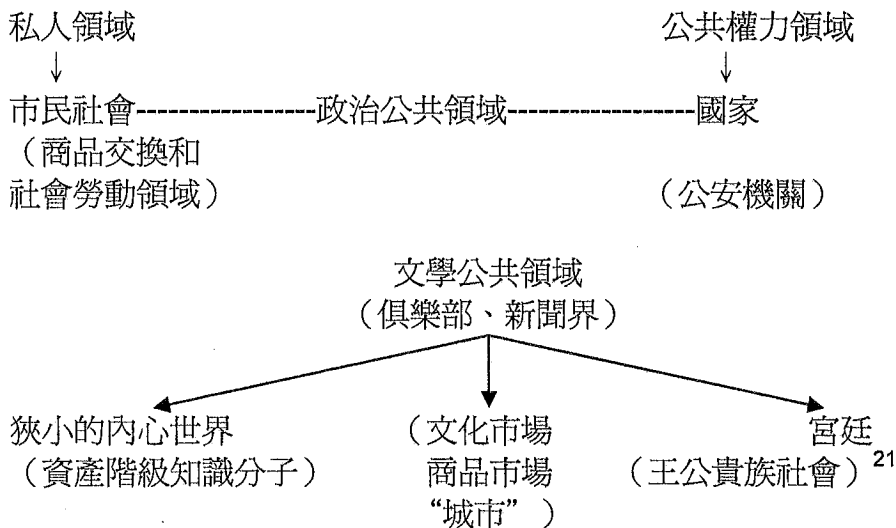 私人領域 公共權力領域
↓ ↓
市民社會----------------政治公共領域----------------國家
（商品交換和
社會勞動領域） （公安機關）
文學公共領域
（俱樂部、新聞界）
狹小的內心世界 （文化市場 宮廷
（資產階級知識分子） 商品市場 （王公貴族社會）21
“城市”）